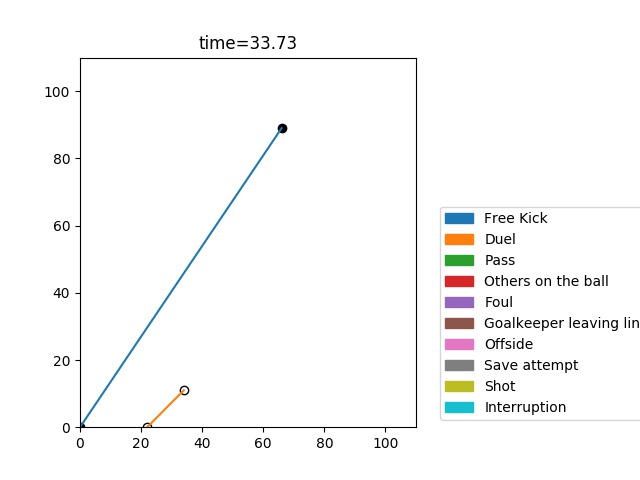 time=33.73
100
80
60
40
20
0
0 20 40 60 80 100
Free Kick
Duel
Pass
Others on the ball
Foul
Goalkeeper leaving lin
Offside
Save attempt
Shot
Interruption